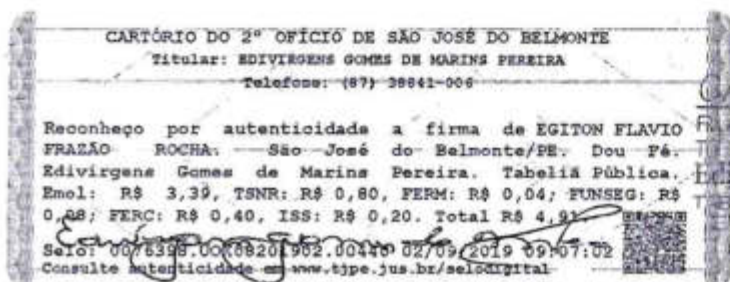 CARTÓRIO DO 2º OFÍCIO DE SÃO JOSÉ DO BELMONTE
Titular: EDIVIRGENS GOMES DE MARINS PEREIRA
Telefone: (87) 38841-006
Reconheço por autenticidade a firma de EGITON FLAVIO
FRAZÃO ROCHA. São José do Belmonte/PE. Dou Fé.
Edivirgens Gomes de Marins Pereira. Tabeliã Pública.
Emol: R$ 3,39, TSNR: R$ 0,80, FERM: R$ 0,04; FUNSEG: R$
0,08; FERC: R$ 0,40, ISS: R$ 0,20. Total R$ 4,91
Selo: 02/09/2019 09:07:02
Consulte autenticidade em www.tjpe.jus.br/selodigital